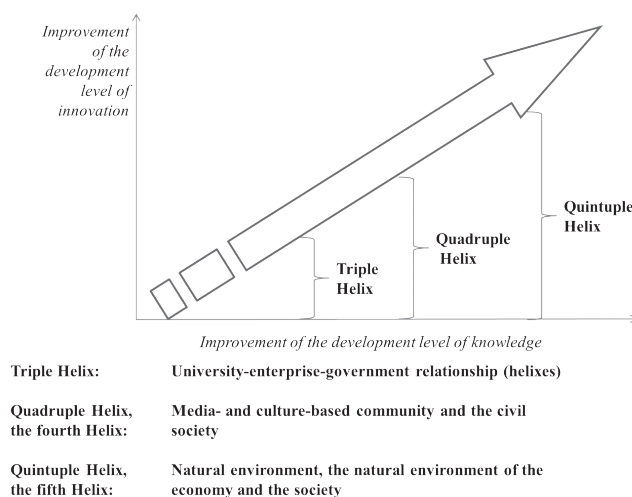 Improvement
of the
development
level of
innovation
Quintuple
Helix
Quadruple
Helix
Triple
Helix
Improvement of the development level of knowledge
Triple Helix: University-enterprise-government relationship (helixes)
Quadruple Helix, Media- and culture-based community and the civil
the fourth Helix: society
Quintuple Helix, Natural environment, the natural environment of the
the fifth Helix: economy and the society